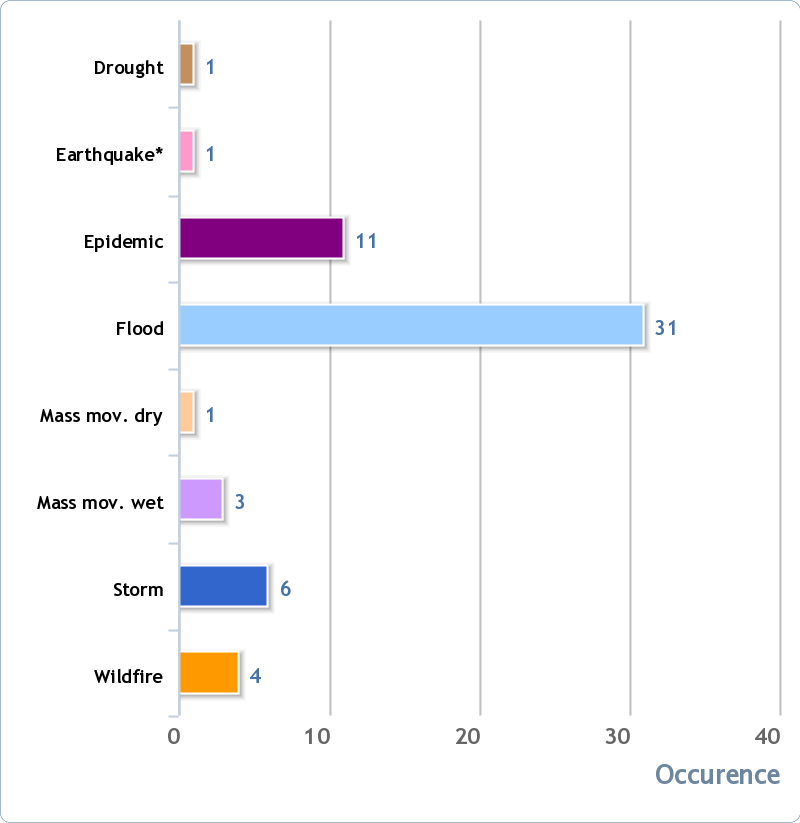 Drought 1
Earthquake* 1
Epidemic 11
Flood 31
Mass mov. dry 1
Mass mov. wet 3
Storm 6
Wildfire 4
0 10 20 30 40
Occurence